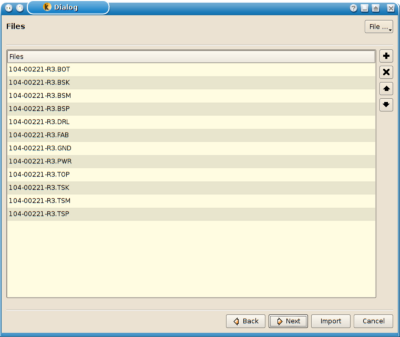 Dialog
Files
File ...
Files
104-00221-R3.BOT
104-00221-R3.BSK
104-00221-R3.BSM
104-00221-R3.BSP
104-00221-R3.DRL
104-00221-R3.FAB
104-00221-R3.GND
104-00221-R3.PWR
104-00221-R3.TOP
104-00221-R3.TSK
104-00221-R3.TSM
104-00221-R3.TSP
Back Next Import Cancel